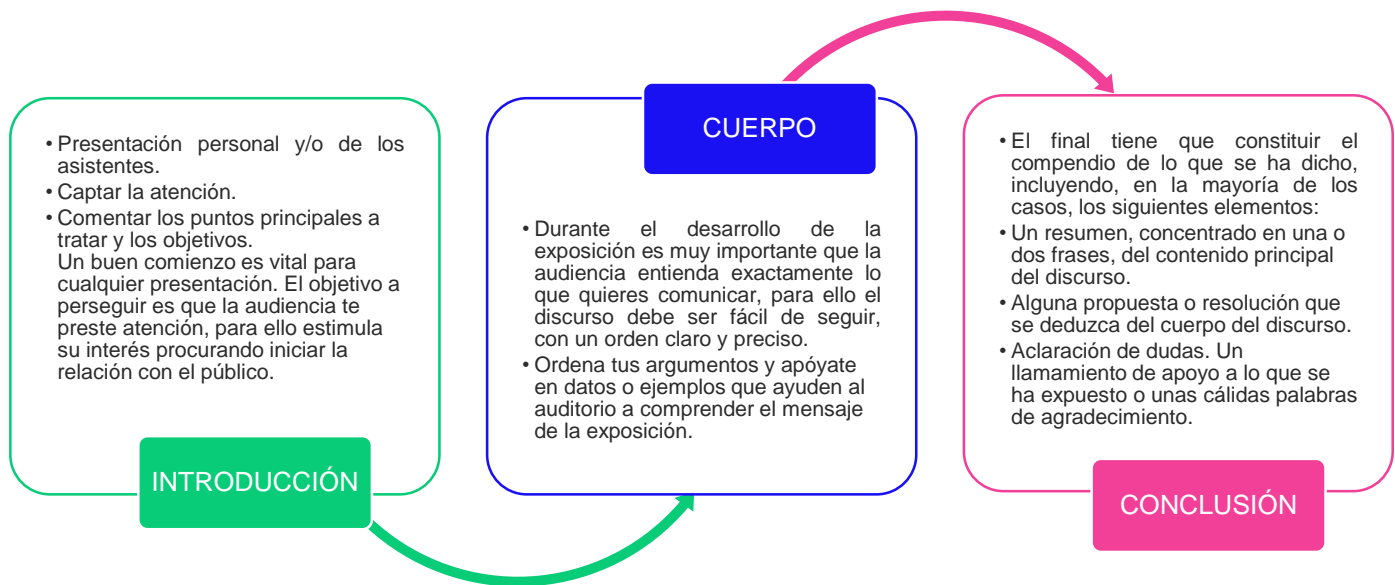 • Presentación personal y/o de los
asistentes.
• Captar la atención.
• Comentar los puntos principales a
tratar y los objetivos.
Un buen comienzo es vital para
cualquier presentación. El objetivo a
perseguir es que la audiencia te
preste atención, para ello estimula
su interés procurando iniciar la
relación con el público.
INTRODUCCIÓN
CUERPO
• Durante el desarrollo de la
exposición es muy importante que la
audiencia entienda exactamente lo
que quieres comunicar, para ello el
discurso debe ser fácil de seguir,
con un orden claro y preciso.
• Ordena tus argumentos y apóyate
en datos o ejemplos que ayuden al
auditorio a comprender el mensaje
de la exposición.
• El final tiene que constituir el
compendio de lo que se ha dicho,
incluyendo, en la mayoría de los
casos, los siguientes elementos:
• Un resumen, concentrado en una o
dos frases, del contenido principal
del discurso.
• Alguna propuesta o resolución que
se deduzca del cuerpo del discurso.
• Aclaración de dudas. Un
llamamiento de apoyo a lo que se
ha expuesto o unas cálidas palabras
de agradecimiento.
CONCLUSIÓN